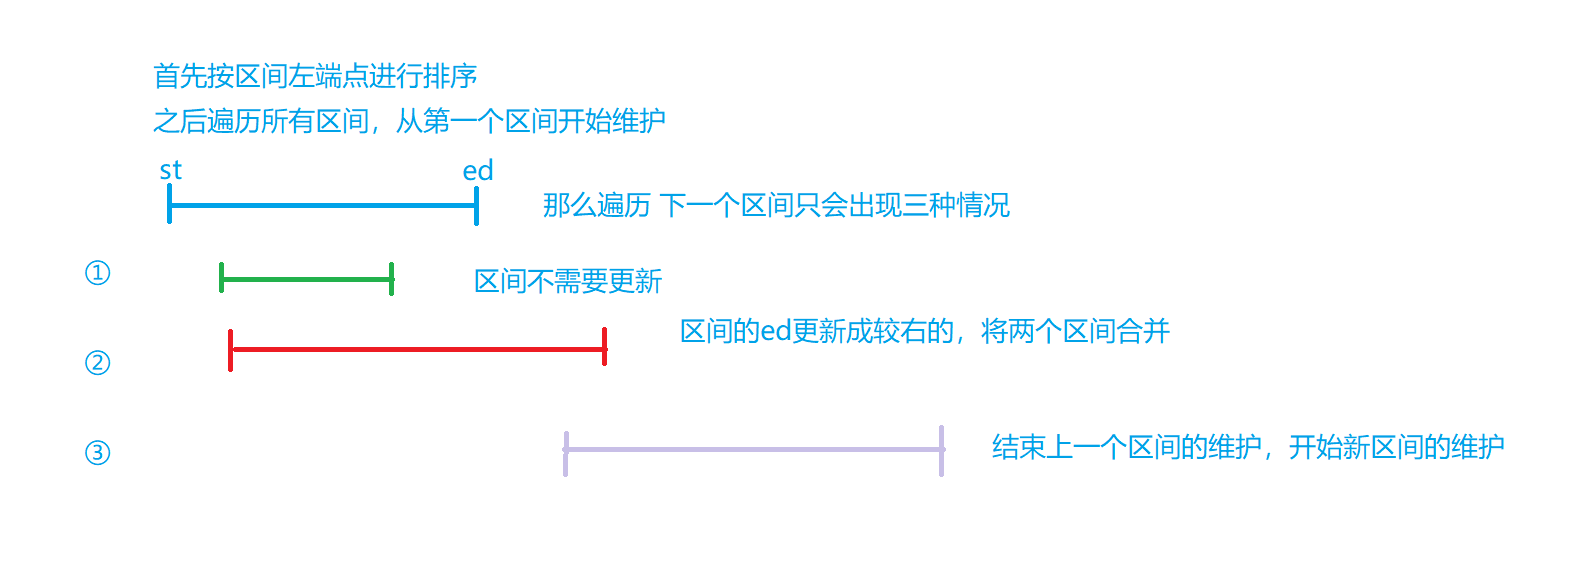 首先按区间左端点进行排序
之后遍历所有区间，从第一个区间开始维护
st
ed
那么遍历 下一个区间只会出现三种情况
①
区间不需要更新
区间的ed更新成较右的，将两个区间合并
②
③
结束上一个区间的维护，开始新区间的维护